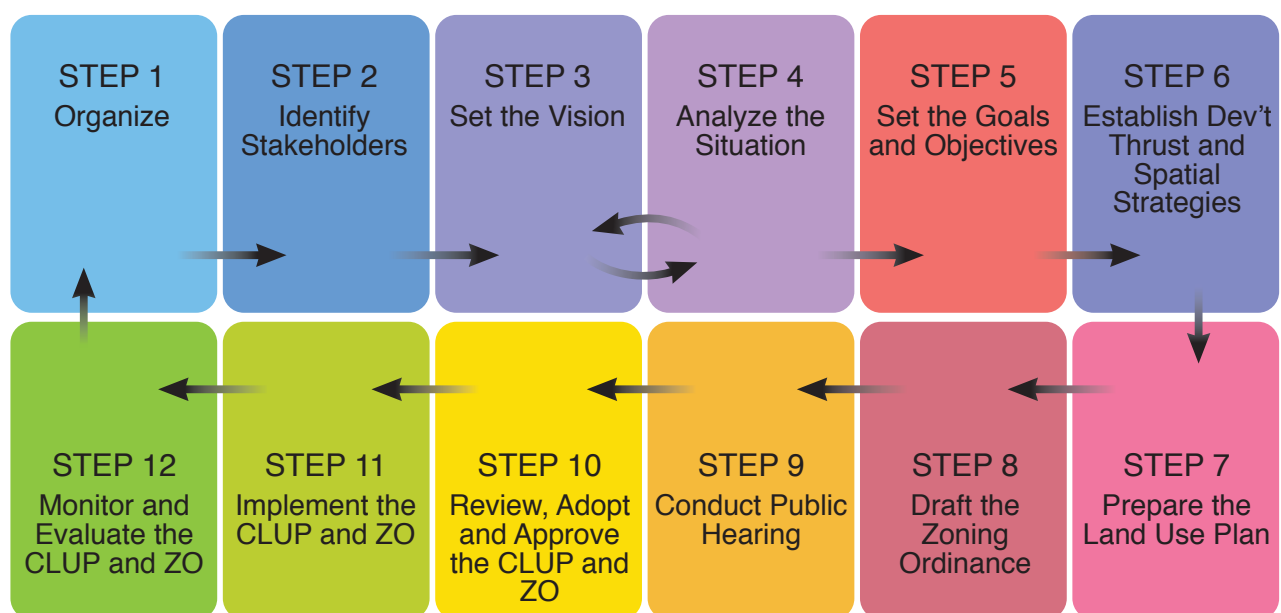 STEP 1
Organize
STEP 2
Identify
Stakeholders
STEP 3
Set the Vision
STEP 4
Analyze the
Situation
STEP 5
Set the Goals
and Objectives
STEP 6
Establish Dev't
Thrust and
Spatial
Strategies
STEP 12
Monitor and
Evaluate the
CLUP and ZO
STEP 11
Implement the
CLUP and ZO
STEP 10
Review, Adopt
and Approve
the CLUP and
ZO
STEP 9
Conduct Public
Hearing
STEP 8
Draft the
Zoning
Ordinance
STEP 7
Prepare the
Land Use Plan